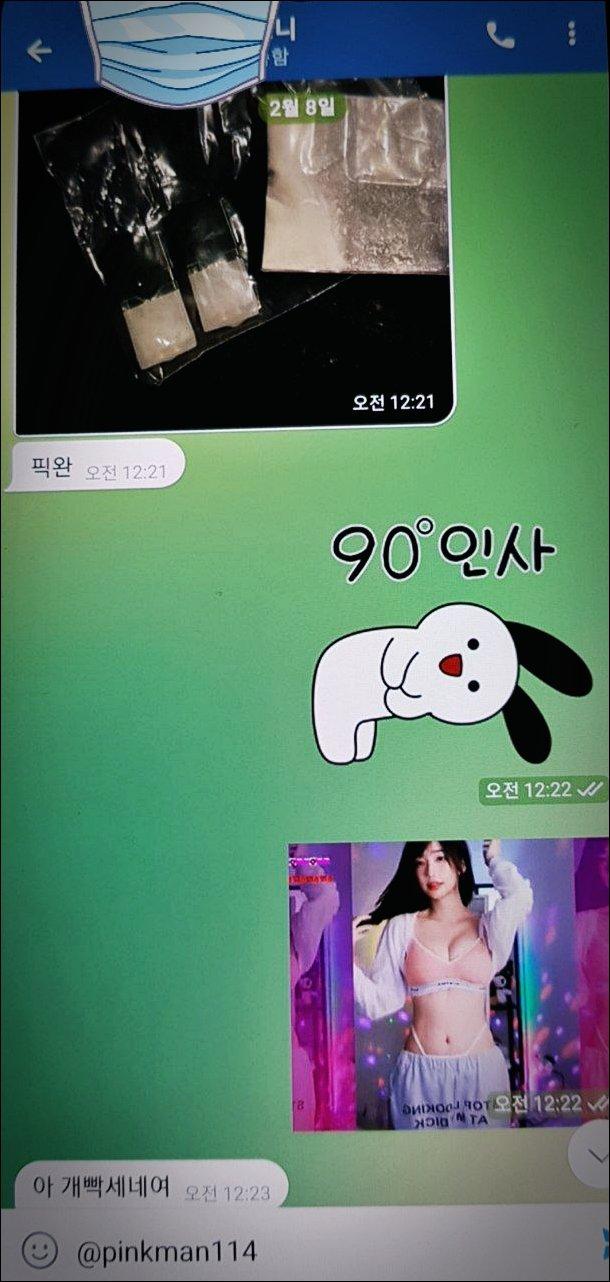 니
함
2월 8일
오전 12:21
픽완 오전 12:21
90°인사
오전 12:22
TOP LOOKING
AT M DICK
오전 12:22
아 개빡세네여 오전 12:23
@pinkman114